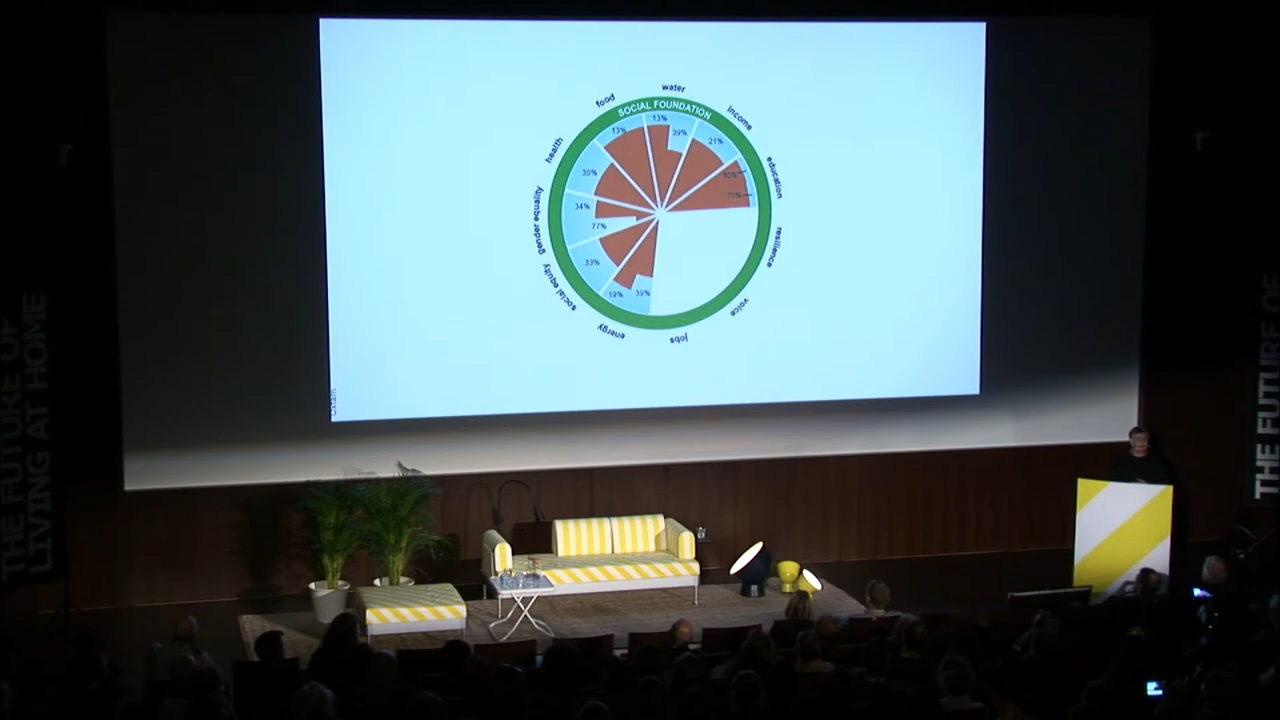 water
food
SOCIAL FOUNDATION
income
13%
13%
39%
21%
health
education
10%
30%
11%
gender equality
34%
77%
resilience
33%
social equity
19%
39%
voice
energy
jobs
Oxfam
THE FUTURE OF
LIVING AT HOME
THE FUTURE OF